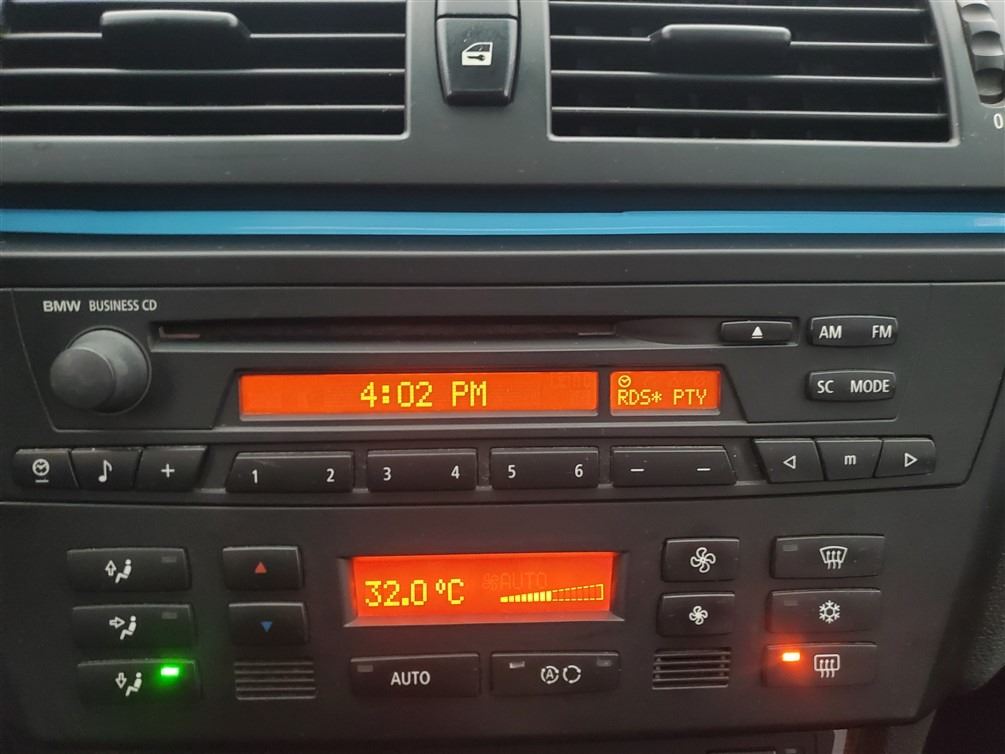 0
BMW BUSINESS CD
AM FM
4:02 PM
RDS* PTY
SC MODE
1 2 3 4 5 6 m
32.0 °C
AUTO
AUTO
A